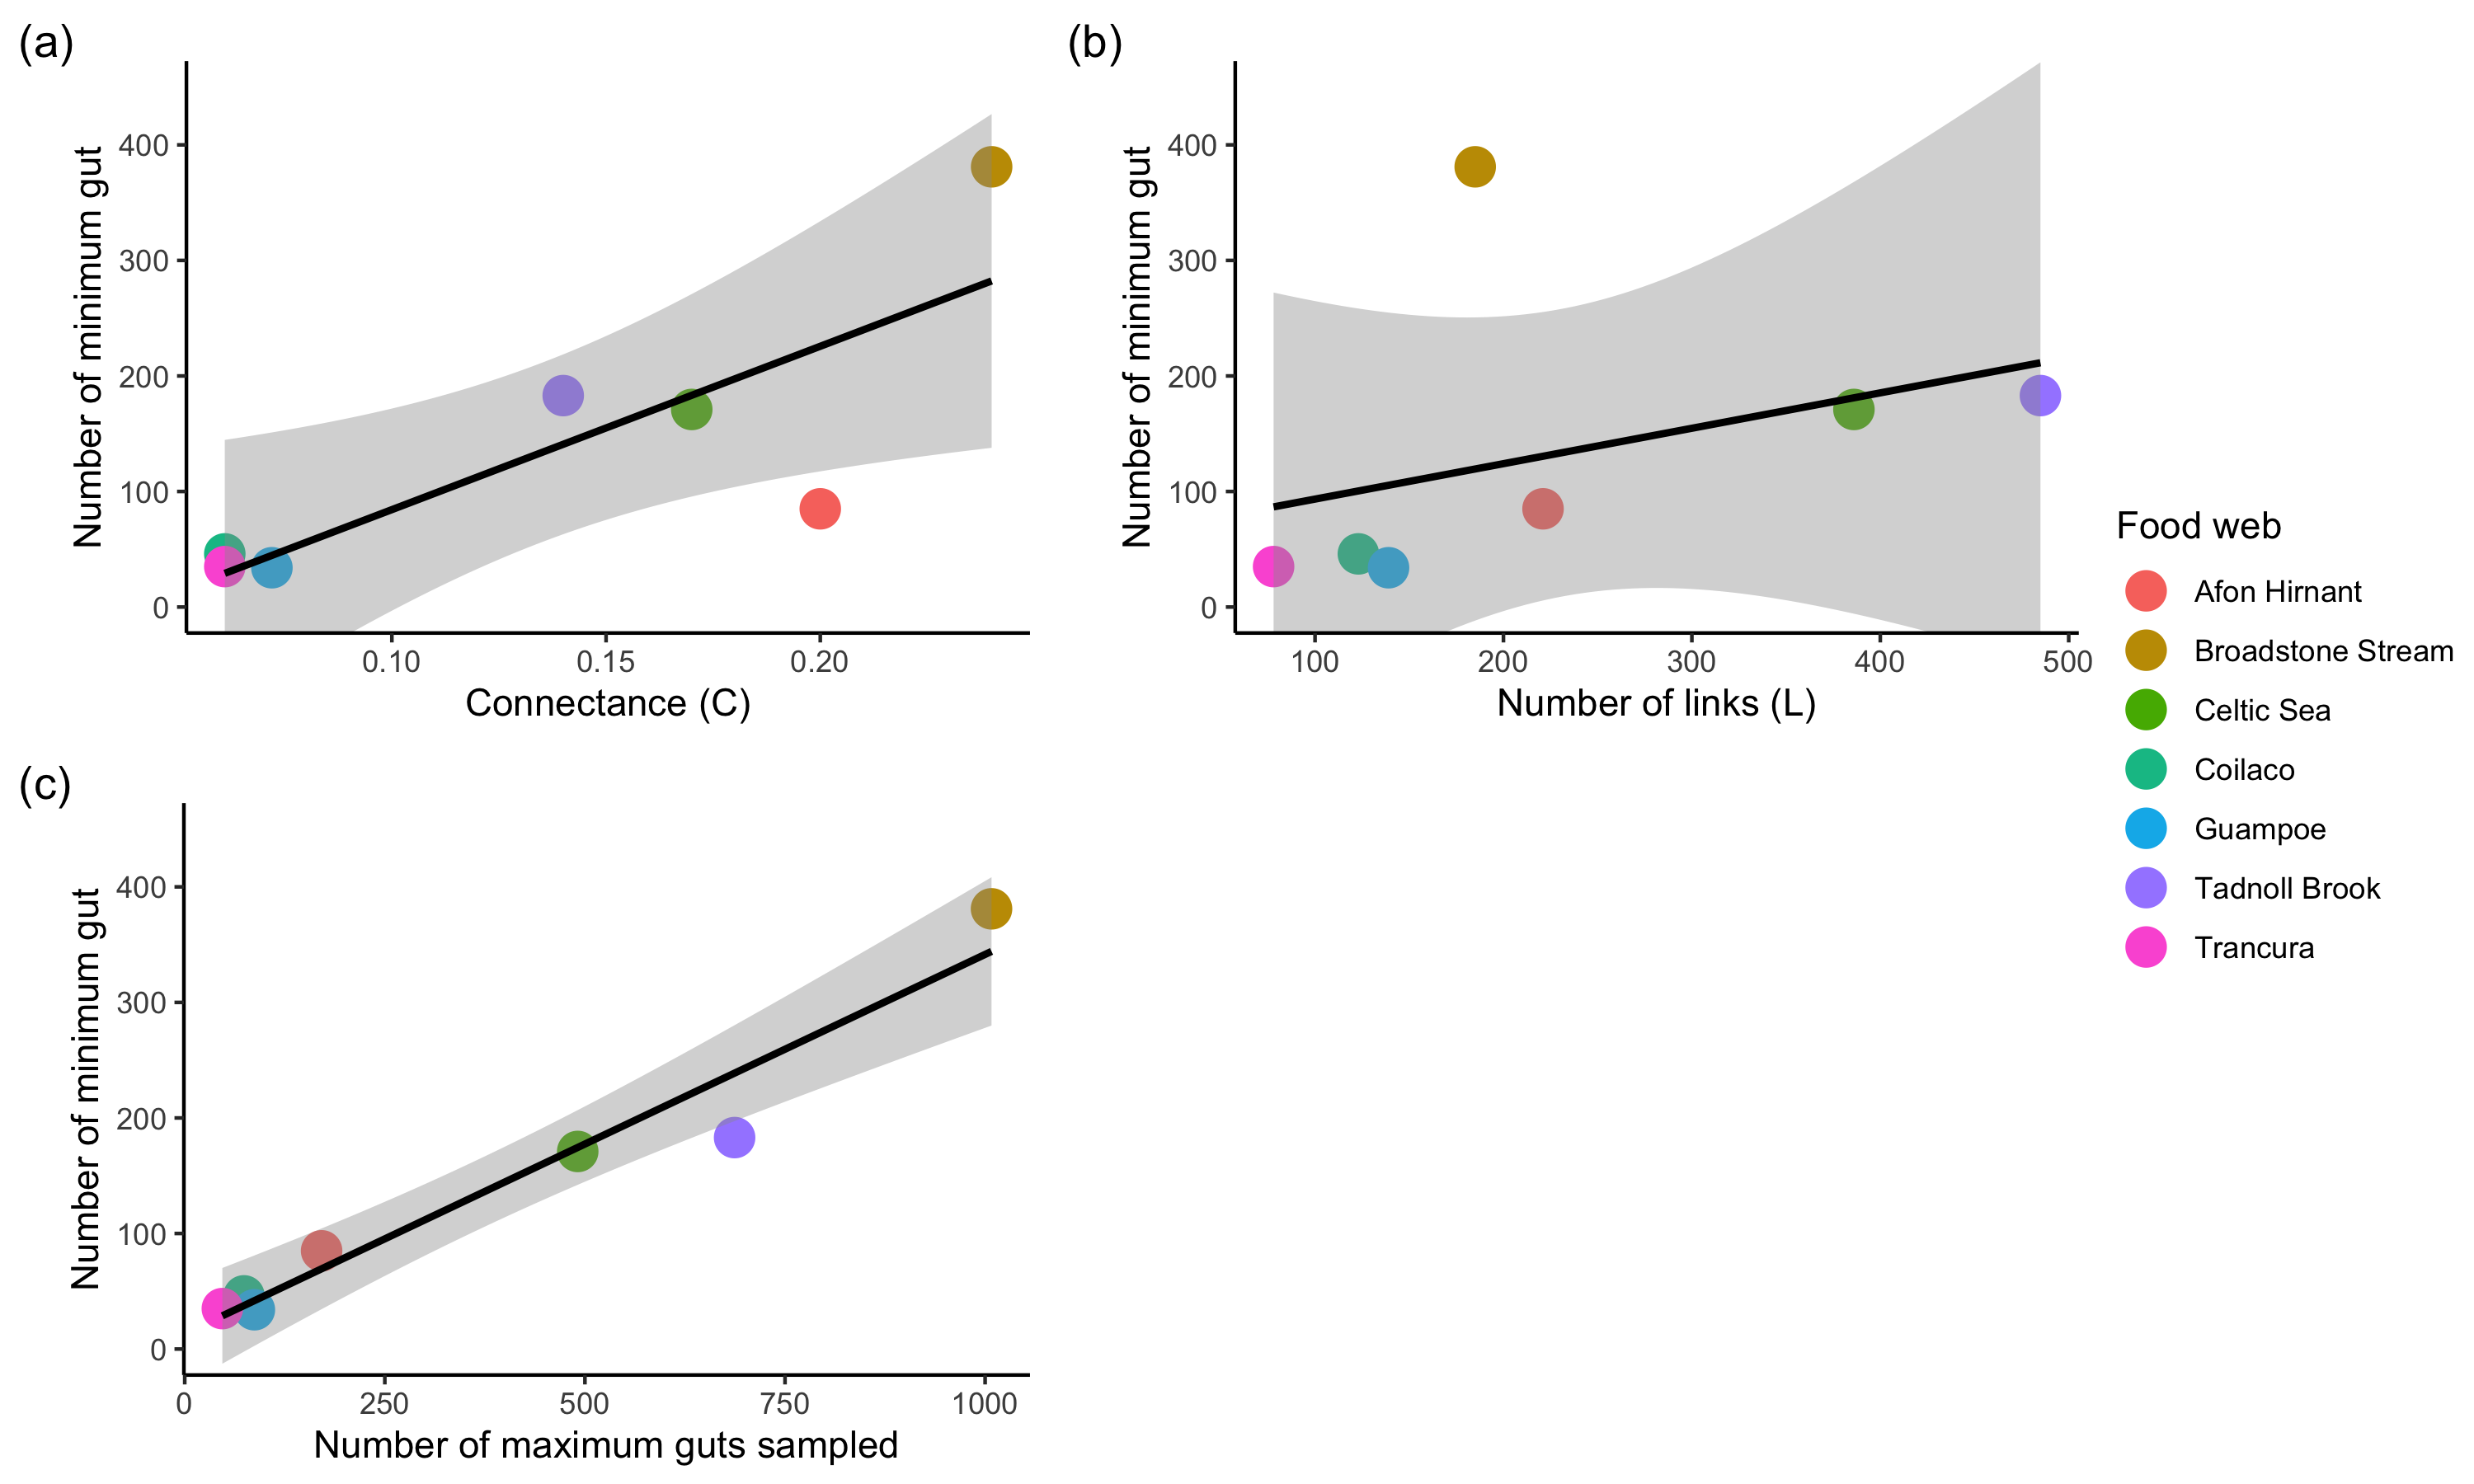 (a)
Number of minimum gut
400
300
200
100
0
0.10 0.15 0.20
Connectance (C)
(b)
Number of minimum gut
400
300
200
100
0
100 200 300 400 500
Number of links (L)
(c)
Number of minimum gut
400
300
200
100
0
0 250 500 750 1000
Number of maximum guts sampled
Food web
Afon Hirnant
Broadstone Stream
Celtic Sea
Coilaco
Guampoe
Tadnoll Brook
Trancura